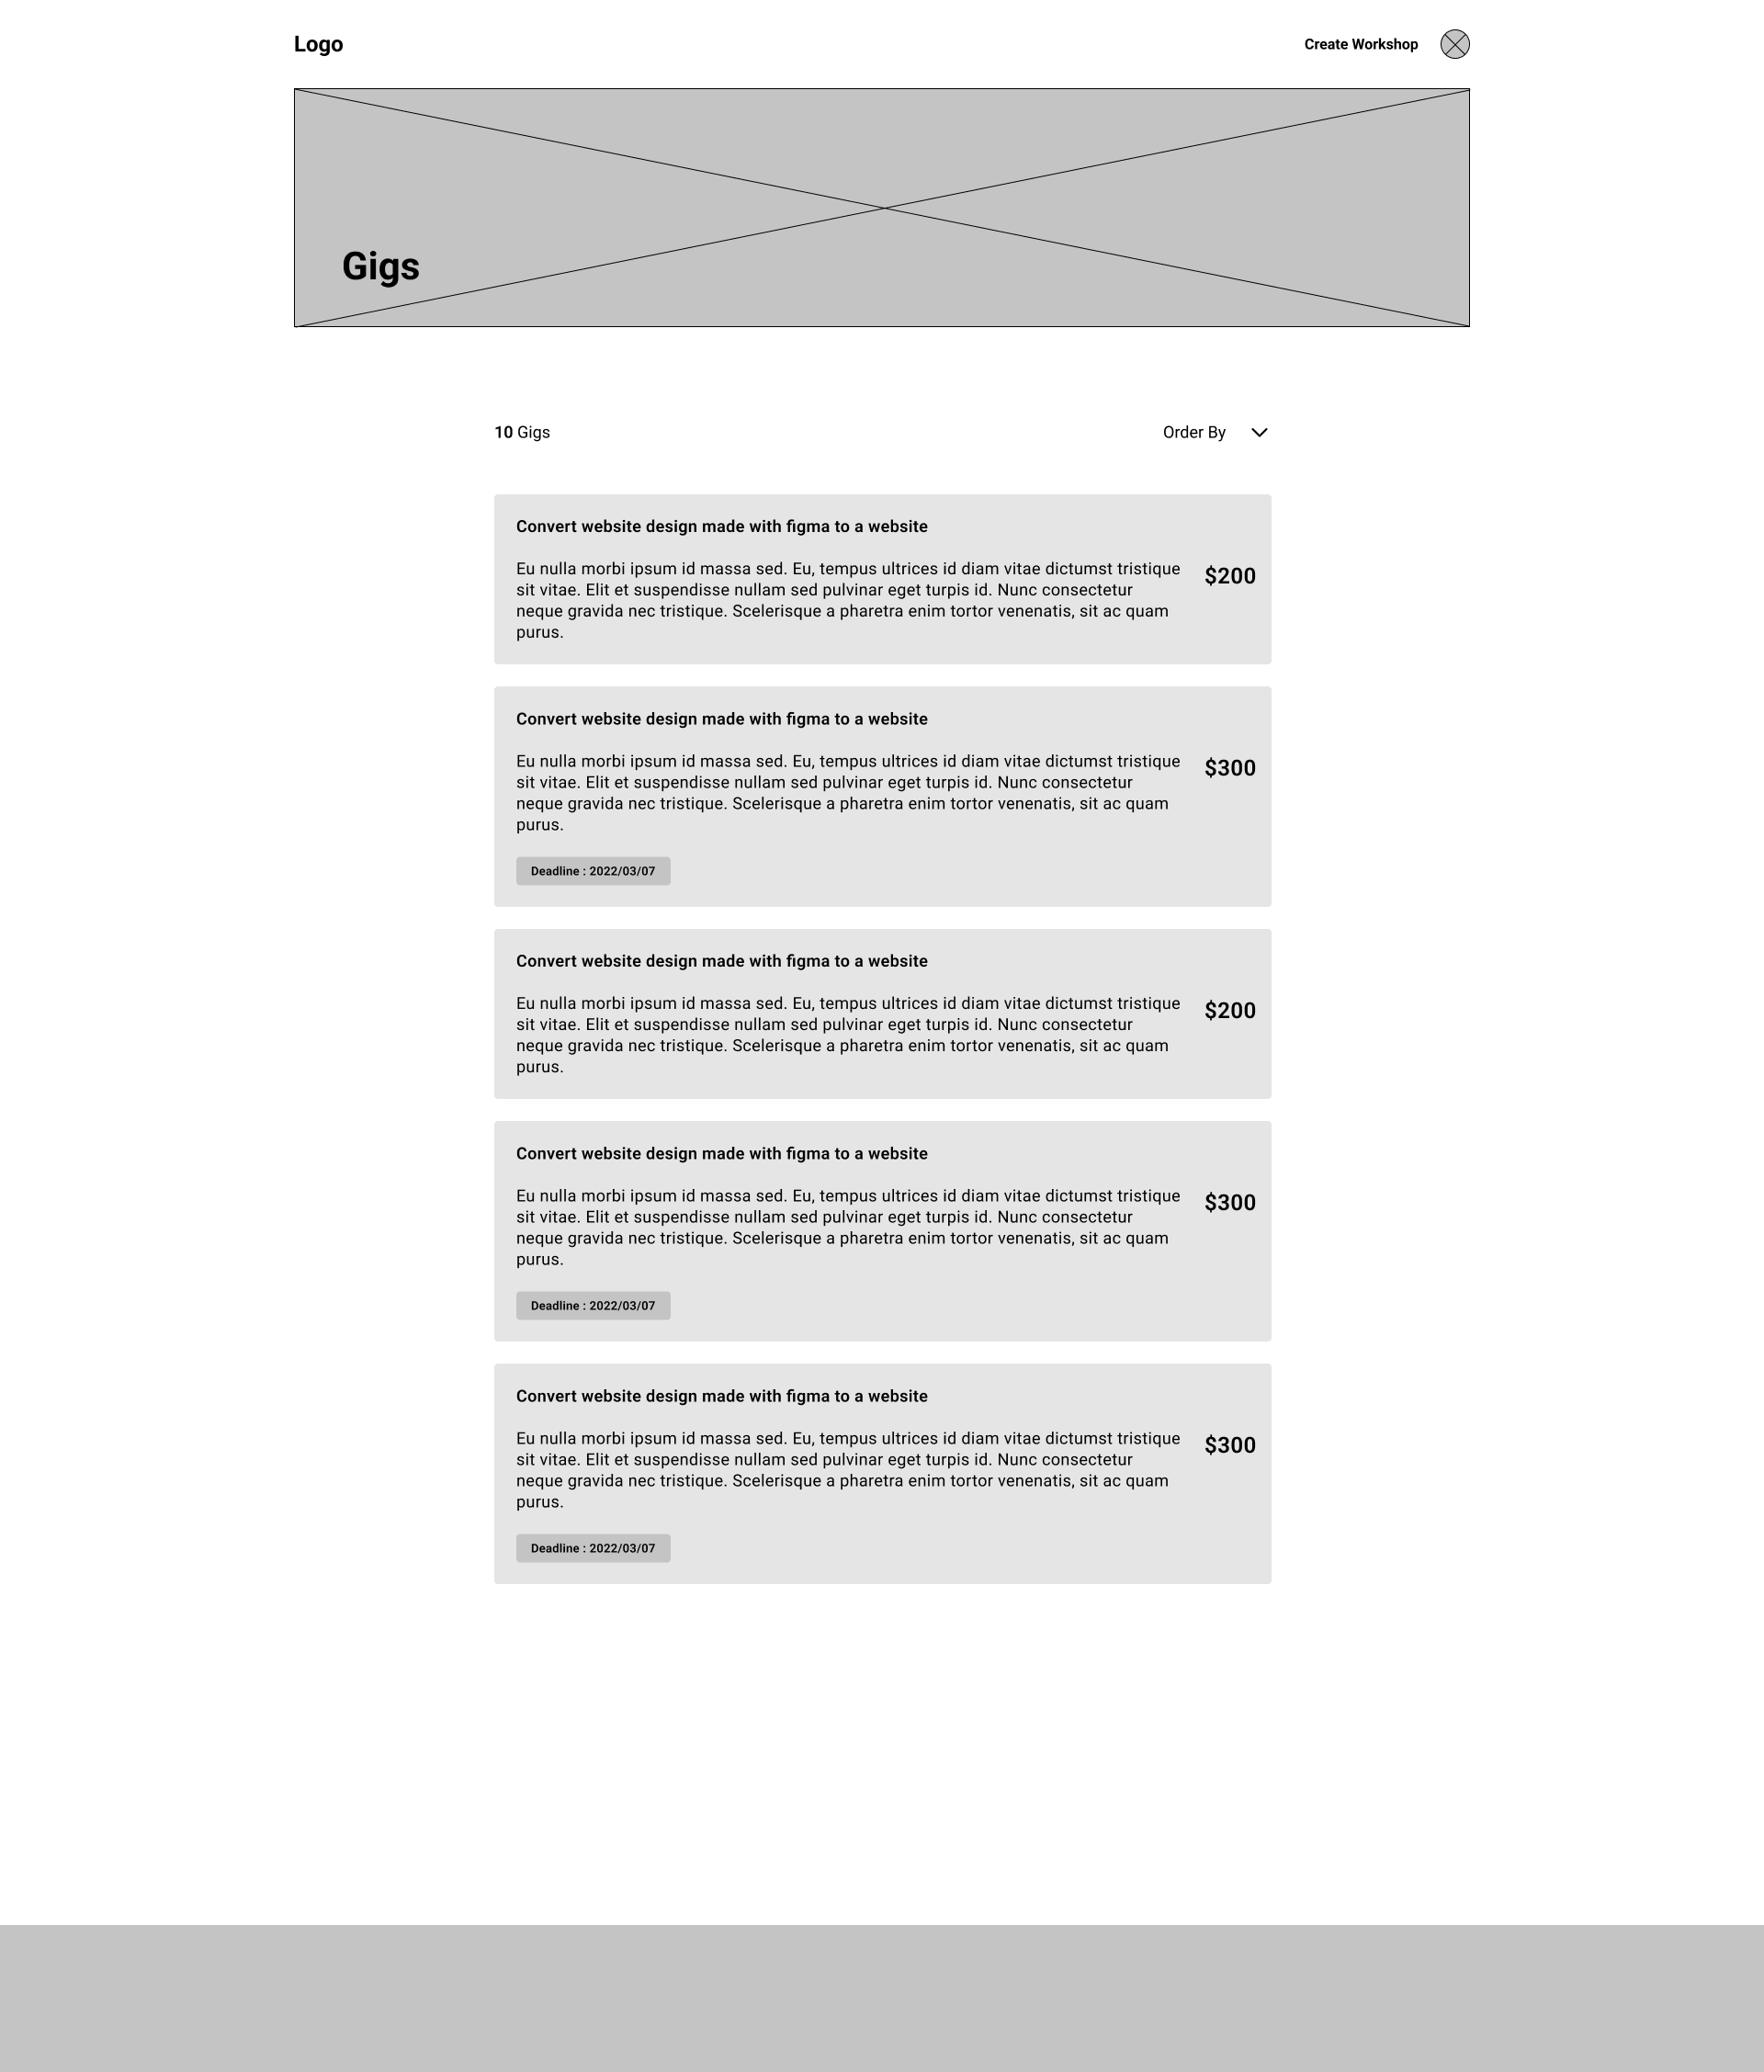 Logo
Create Workshop
Gigs
10 Gigs
Order By
Convert website design made with figma to a website
Eu nulla morbi ipsum id massa sed. Eu, tempus ultrices id diam vitae dictumst tristique
sit vitae. Elit et suspendisse nullam sed pulvinar eget turpis id. Nunc consectetur
neque gravida nec tristique. Scelerisque a pharetra enim tortor venenatis, sit ac quam
purus.
$200
Convert website design made with figma to a website
Eu nulla morbi ipsum id massa sed. Eu, tempus ultrices id diam vitae dictumst tristique
sit vitae. Elit et suspendisse nullam sed pulvinar eget turpis id. Nunc consectetur
neque gravida nec tristique. Scelerisque a pharetra enim tortor venenatis, sit ac quam
purus.
$300
Deadline : 2022/03/07
Convert website design made with figma to a website
Eu nulla morbi ipsum id massa sed. Eu, tempus ultrices id diam vitae dictumst tristique
sit vitae. Elit et suspendisse nullam sed pulvinar eget turpis id. Nunc consectetur
neque gravida nec tristique. Scelerisque a pharetra enim tortor venenatis, sit ac quam
purus.
$200
Convert website design made with figma to a website
Eu nulla morbi ipsum id massa sed. Eu, tempus ultrices id diam vitae dictumst tristique
sit vitae. Elit et suspendisse nullam sed pulvinar eget turpis id. Nunc consectetur
neque gravida nec tristique. Scelerisque a pharetra enim tortor venenatis, sit ac quam
purus.
$300
Deadline : 2022/03/07
Convert website design made with figma to a website
Eu nulla morbi ipsum id massa sed. Eu, tempus ultrices id diam vitae dictumst tristique
sit vitae. Elit et suspendisse nullam sed pulvinar eget turpis id. Nunc consectetur
neque gravida nec tristique. Scelerisque a pharetra enim tortor venenatis, sit ac quam
purus.
$300
Deadline : 2022/03/07